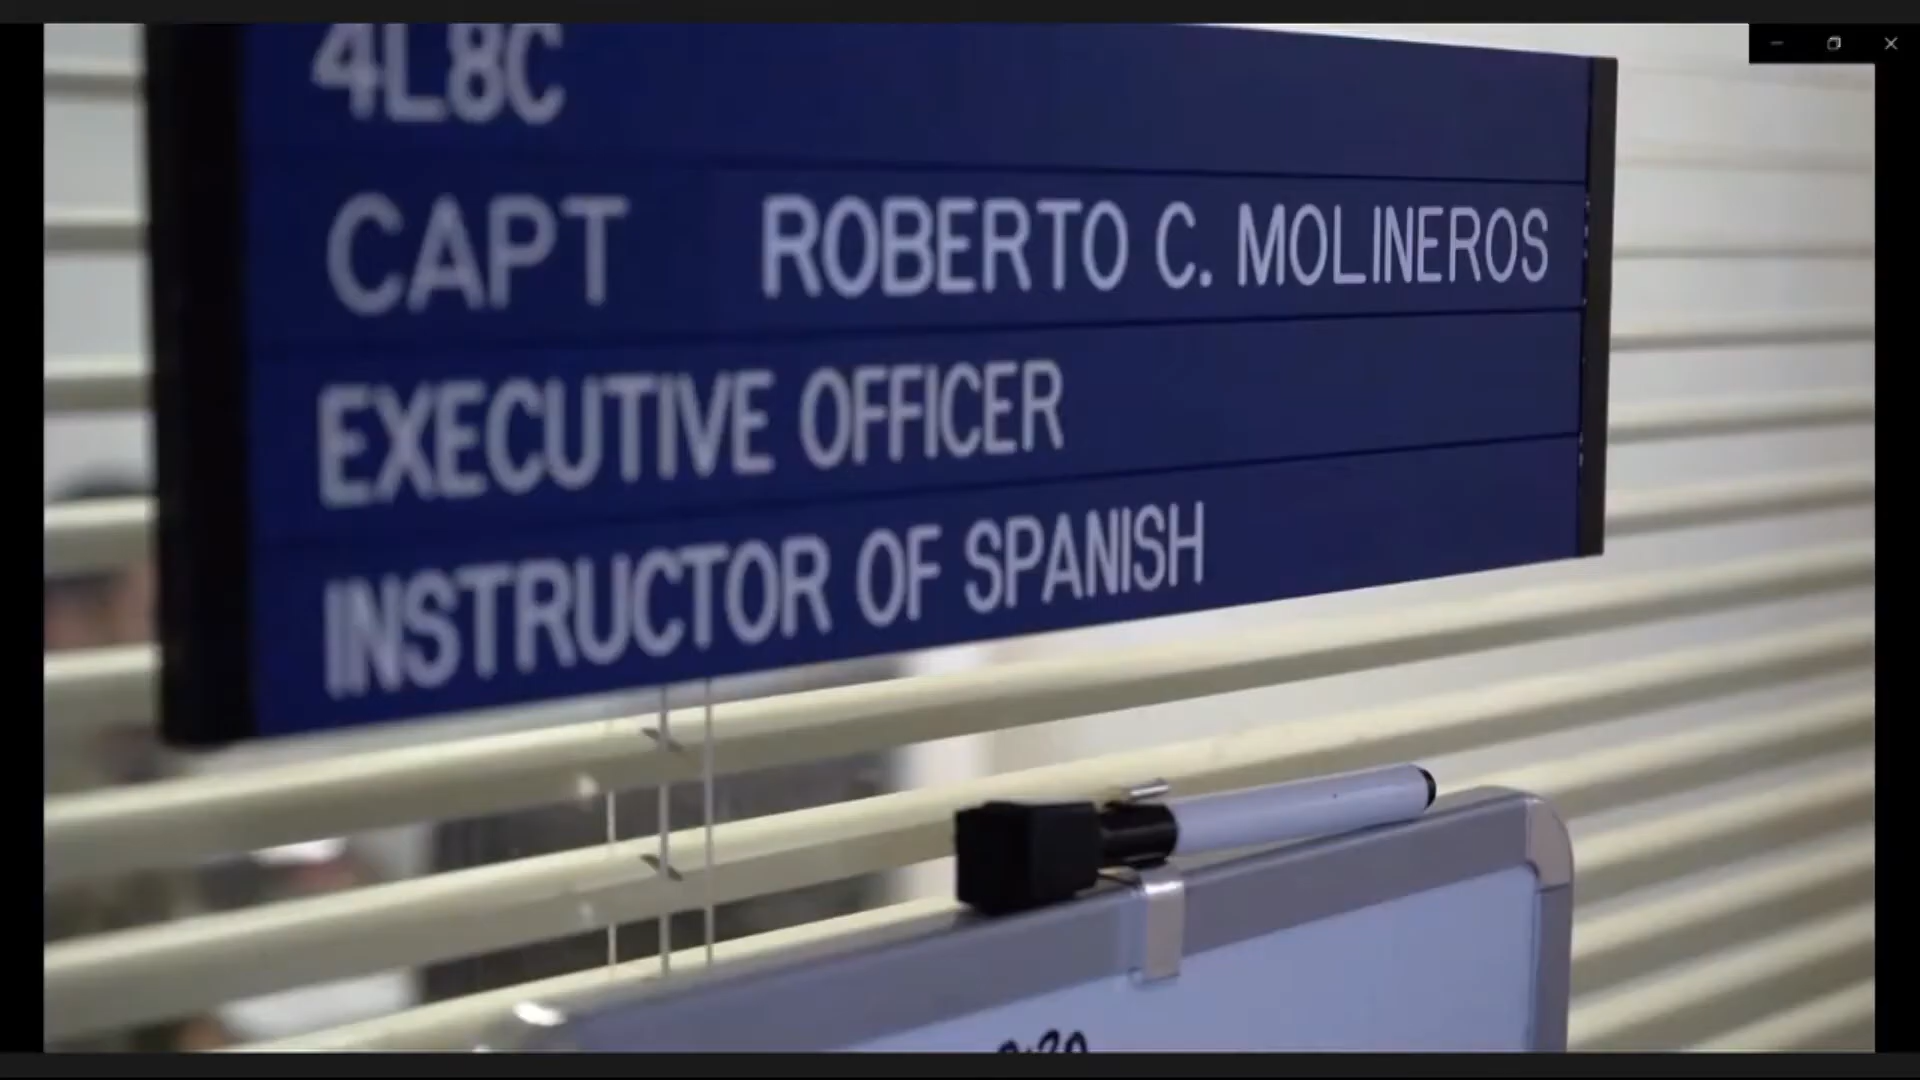 4L8C
CAPT ROBERTO C. MOLINEROS
EXECUTIVE OFFICER
INSTRUCTOR OF SPANISH